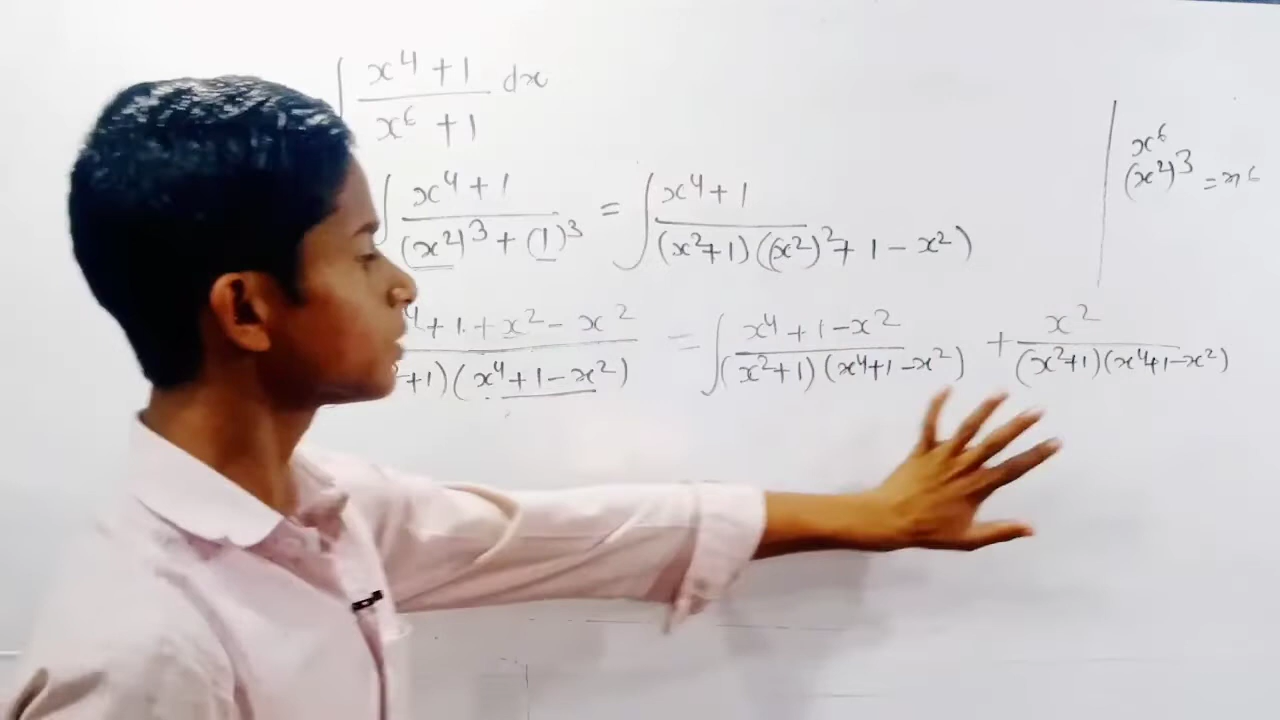 ∫ x⁴ + 1 / x⁶ + 1 dx
∫ x⁴ + 1 / (x²)³ + (1)³ = ∫ x⁴ + 1 / (x² + 1) ((x²)² + 1 − x²)
⁴ + 1 + x² − x² / + 1) (x⁴ + 1 − x²) = ∫ x⁴ + 1 − x² / (x² + 1) (x⁴ + 1 − x²) + x² / (x² + 1) (x⁴ + 1 − x²)
x⁶
(x²)³ = x⁶